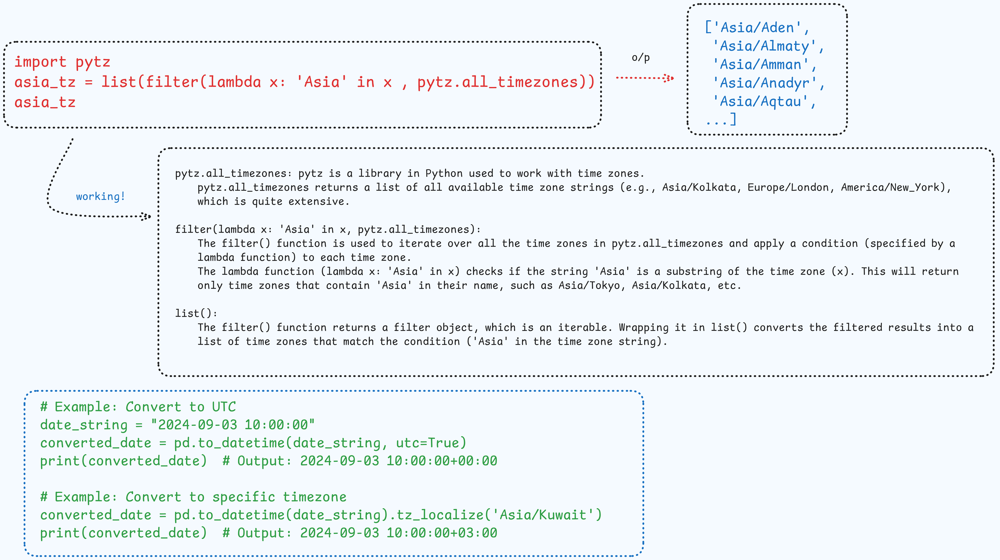 import pytz
asia_tz = list(filter(lambda x: 'Asia' in x , pytz.all_timezones))
asia_tz
o/p
['Asia/Aden',
 'Asia/Almaty',
 'Asia/Amman',
 'Asia/Anadyr',
 'Asia/Aqtau',
...]
working!
pytz.all_timezones: pytz is a library in Python used to work with time zones.
    pytz.all_timezones returns a list of all available time zone strings (e.g., Asia/Kolkata, Europe/London, America/New_York),
    which is quite extensive.

filter(lambda x: 'Asia' in x, pytz.all_timezones):
    The filter() function is used to iterate over all the time zones in pytz.all_timezones and apply a condition (specified by a
    lambda function) to each time zone.
    The lambda function (lambda x: 'Asia' in x) checks if the string 'Asia' is a substring of the time zone (x). This will return
    only time zones that contain 'Asia' in their name, such as Asia/Tokyo, Asia/Kolkata, etc.

list():
    The filter() function returns a filter object, which is an iterable. Wrapping it in list() converts the filtered results into a
    list of time zones that match the condition ('Asia' in the time zone string).

# Example: Convert to UTC
date_string = "2024-09-03 10:00:00"
converted_date = pd.to_datetime(date_string, utc=True)
print(converted_date)  # Output: 2024-09-03 10:00:00+00:00

# Example: Convert to specific timezone
converted_date = pd.to_datetime(date_string).tz_localize('Asia/Kuwait')
print(converted_date)  # Output: 2024-09-03 10:00:00+03:00